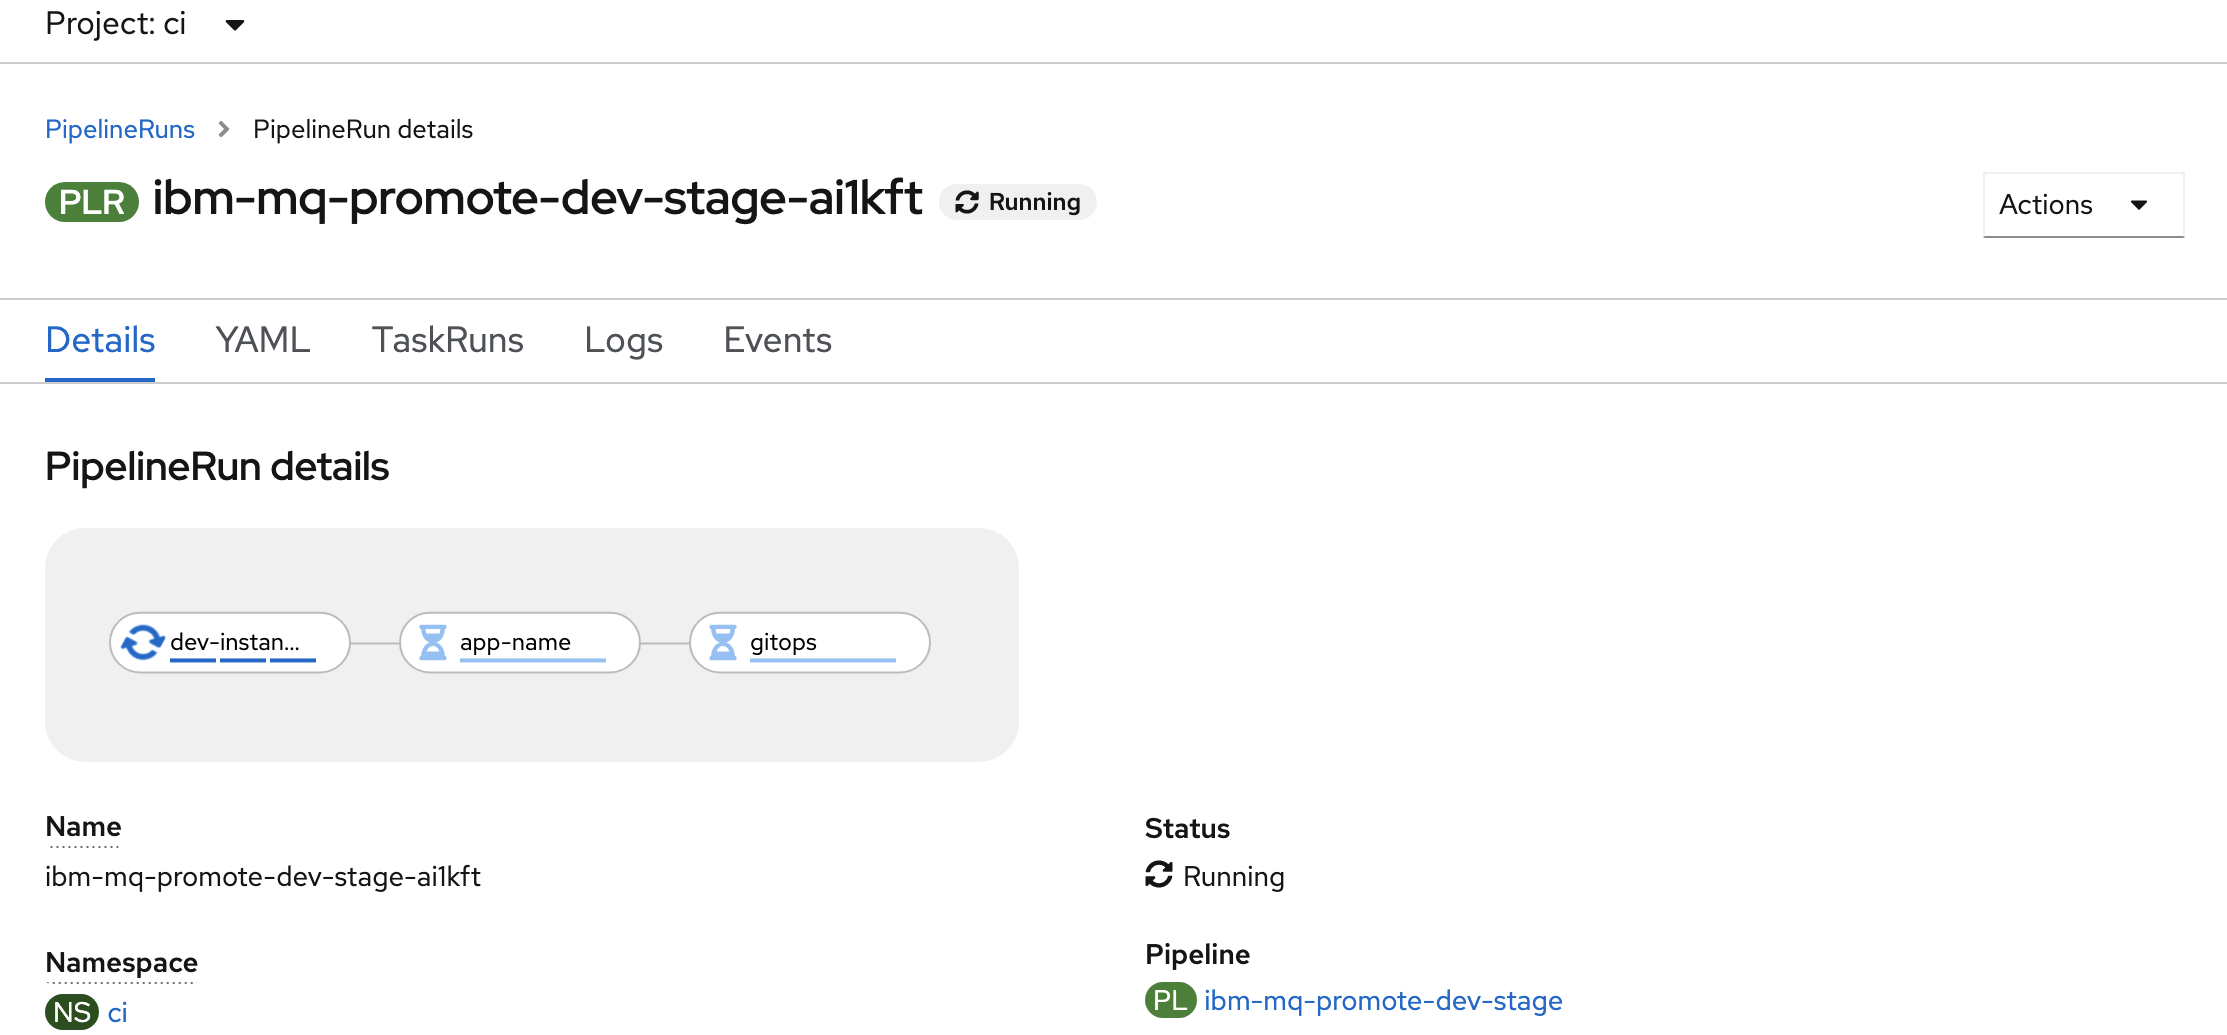 Project: ci
PipelineRuns > PipelineRun details
PLR ibm-mq-promote-dev-stage-ai1kft Running
Actions
Details YAML TaskRuns Logs Events
PipelineRun details
dev-instan... app-name gitops
Name
ibm-mq-promote-dev-stage-ai1kft
Status
Running
Namespace
NS ci
Pipeline
PL ibm-mq-promote-dev-stage